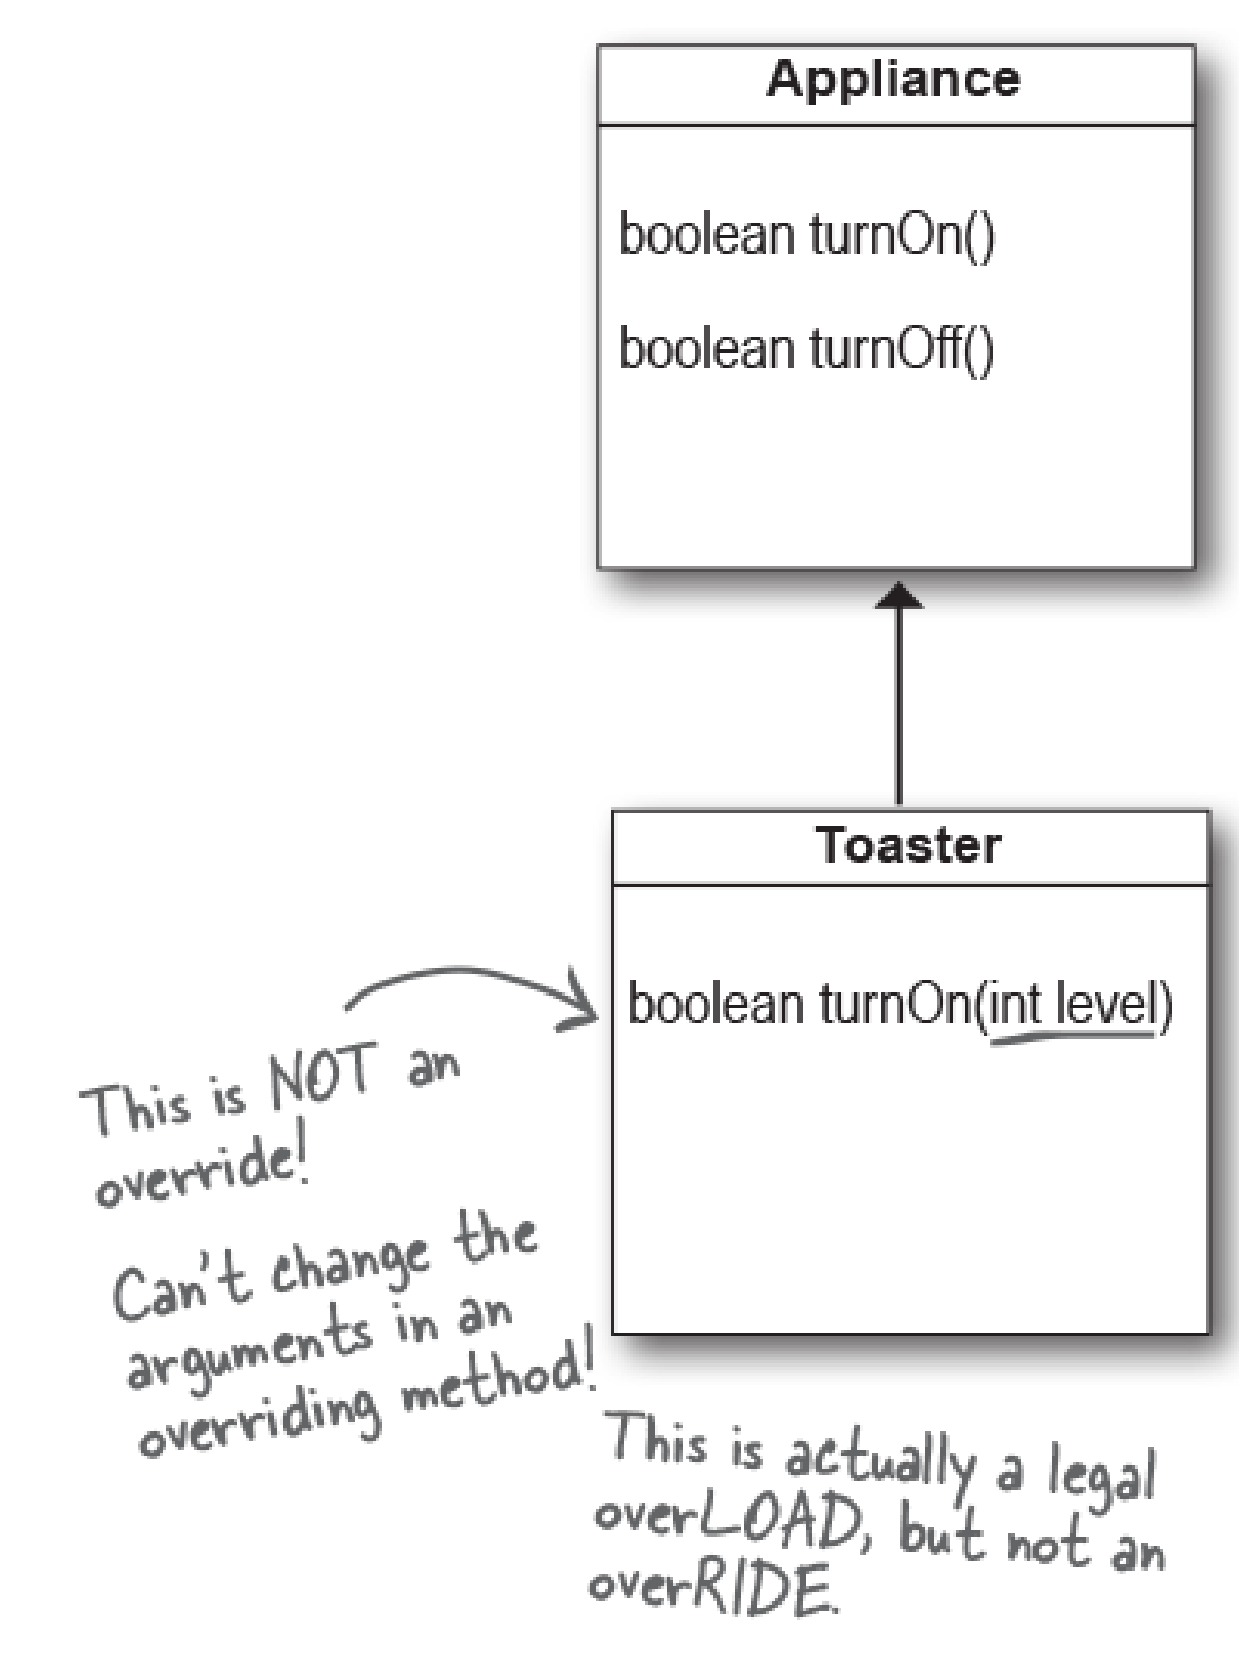 Appliance
boolean turnOn()
boolean turnOff()
Toaster
boolean turnOn(int level)
This is NOT an
override!
Can't change the
arguments in an
overriding method!
This is actually a legal
overLOAD, but not an
overRIDE.